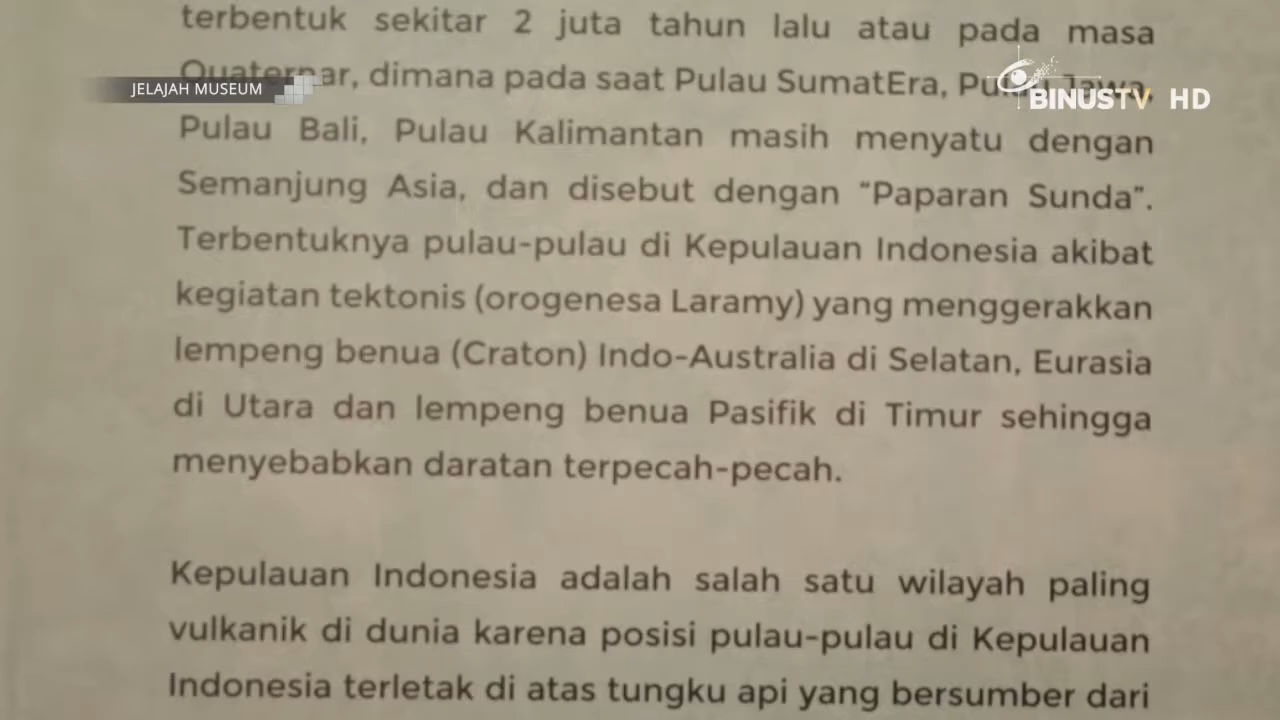 terbentuk sekitar 2 juta tahun lalu atau pada masa
Quaternar, dimana pada saat Pulau SumatEra, Pulau Jawa,
JELAJAH MUSEUM
BINUSTV HD
Pulau Bali, Pulau Kalimantan masih menyatu dengan
Semanjung Asia, dan disebut dengan “Paparan Sunda”.
Terbentuknya pulau-pulau di Kepulauan Indonesia akibat
kegiatan tektonis (orogenesa Laramy) yang menggerakkan
lempeng benua (Craton) Indo-Australia di Selatan, Eurasia
di Utara dan lempeng benua Pasifik di Timur sehingga
menyebabkan daratan terpecah-pecah.
Kepulauan Indonesia adalah salah satu wilayah paling
vulkanik di dunia karena posisi pulau-pulau di Kepulauan
Indonesia terletak di atas tungku api yang bersumber dari